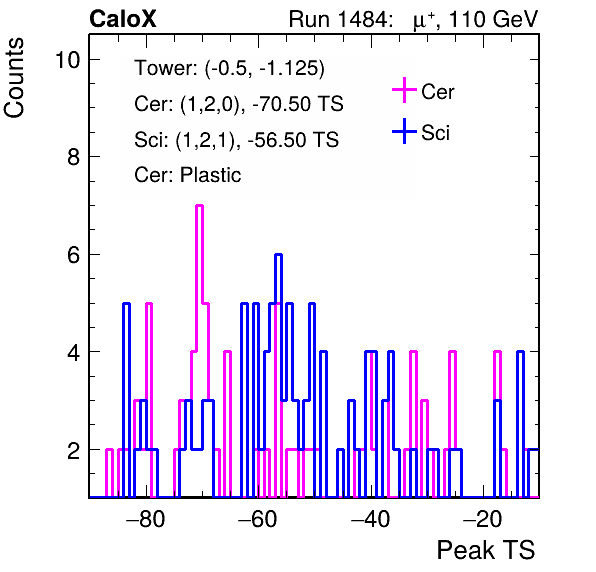 CaloX Run 1484: μ⁺, 110 GeV
Counts
Tower: (-0.5, -1.125)
Cer: (1,2,0), -70.50 TS
Sci: (1,2,1), -56.50 TS
Cer: Plastic
Cer
Sci
10
8
6
4
2
−80 −60 −40 −20
Peak TS